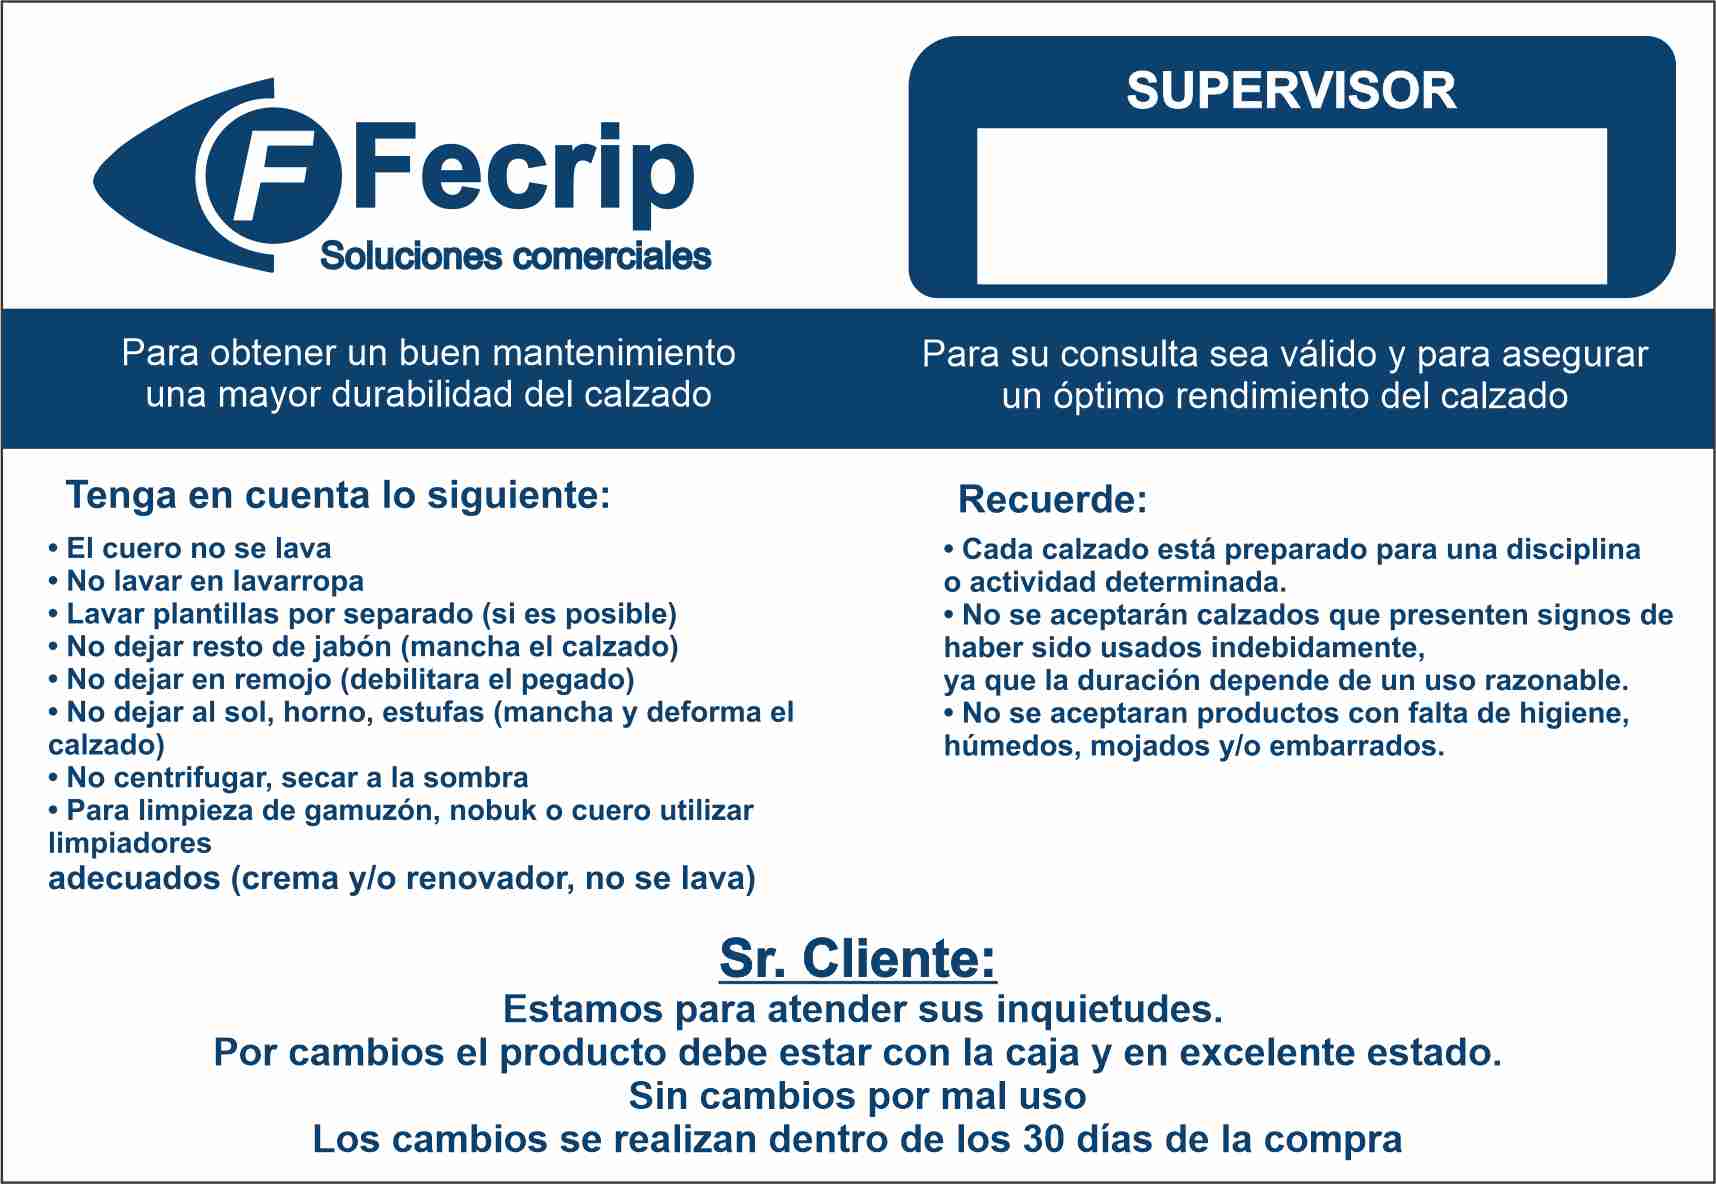 F Fecrip
Soluciones comerciales
SUPERVISOR
Para obtener un buen mantenimiento
una mayor durabilidad del calzado
Para su consulta sea válido y para asegurar
un óptimo rendimiento del calzado
Tenga en cuenta lo siguiente:
• El cuero no se lava
• No lavar en lavarropa
• Lavar plantillas por separado (si es posible)
• No dejar resto de jabón (mancha el calzado)
• No dejar en remojo (debilitara el pegado)
• No dejar al sol, horno, estufas (mancha y deforma el
calzado)
• No centrifugar, secar a la sombra
• Para limpieza de gamuzón, nobuk o cuero utilizar
limpiadores
adecuados (crema y/o renovador, no se lava)
Recuerde:
• Cada calzado está preparado para una disciplina
o actividad determinada.
• No se aceptarán calzados que presenten signos de
haber sido usados indebidamente,
ya que la duración depende de un uso razonable.
• No se aceptaran productos con falta de higiene,
húmedos, mojados y/o embarrados.
Sr. Cliente:
Estamos para atender sus inquietudes.
Por cambios el producto debe estar con la caja y en excelente estado.
Sin cambios por mal uso
Los cambios se realizan dentro de los 30 días de la compra